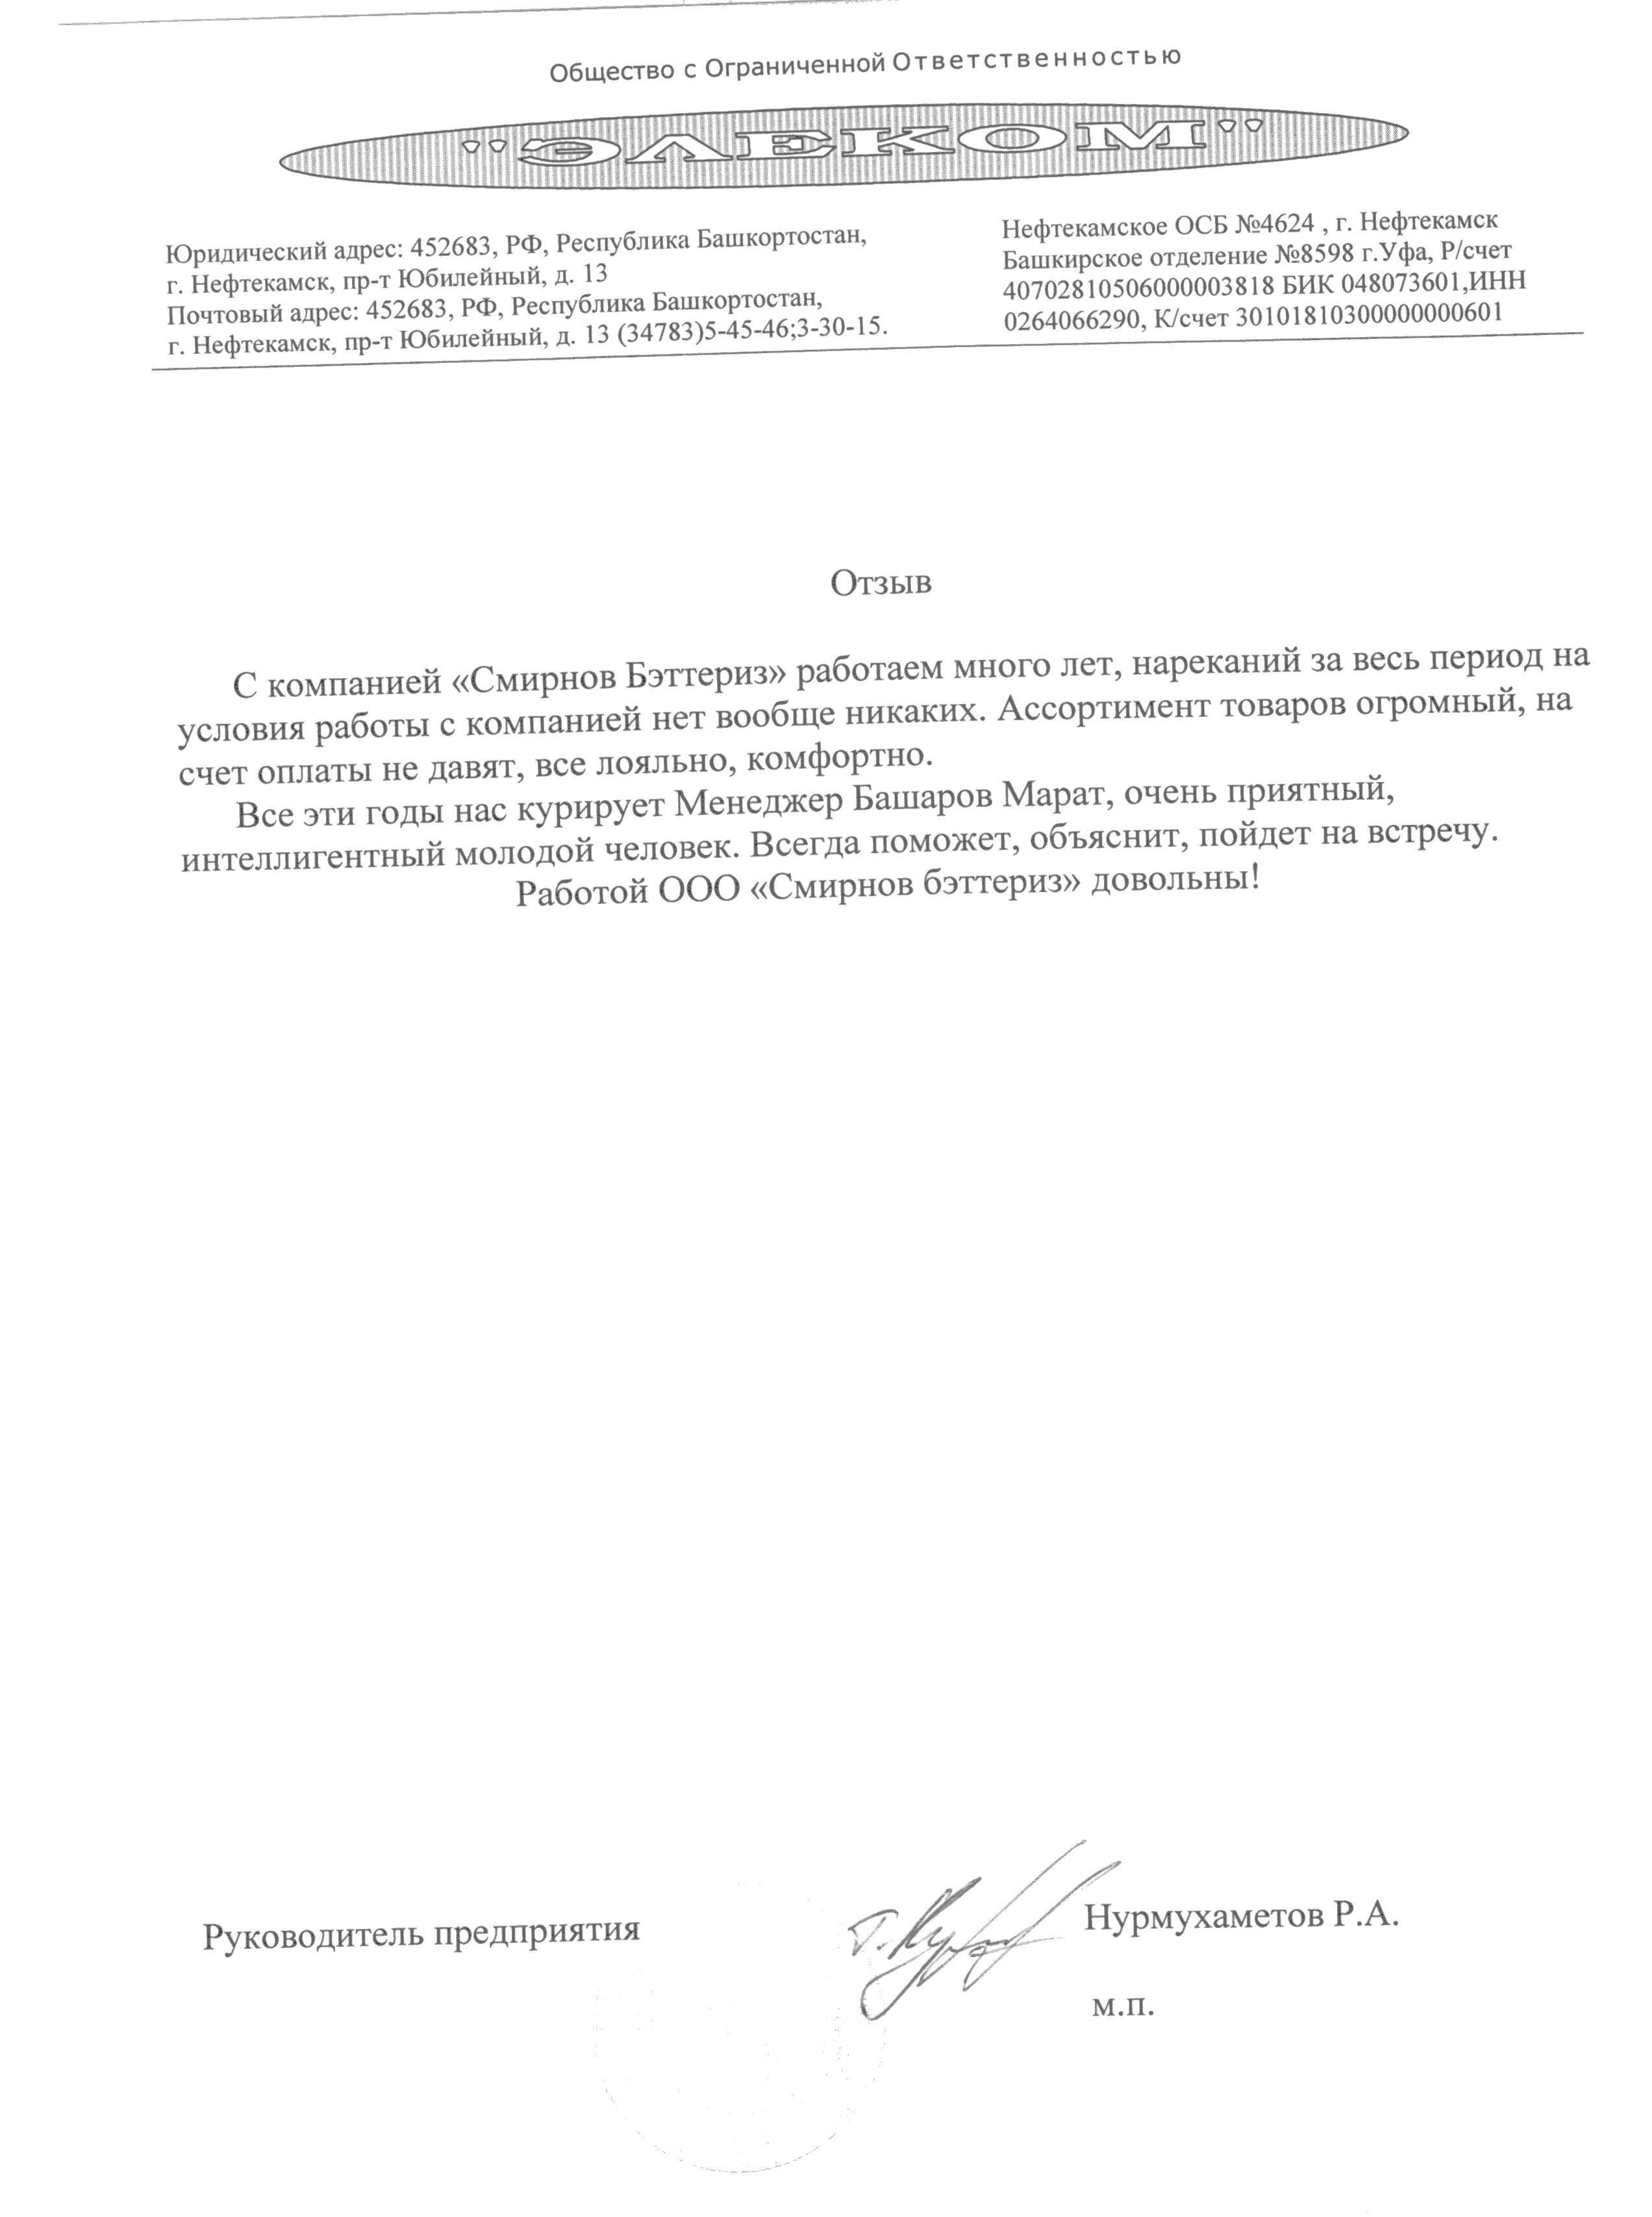 Общество с Ограниченной Ответственностью
"ЭЛЕКОМ"
Юридический адрес: 452683, РФ, Республика Башкортостан,
г. Нефтекамск, пр-т Юбилейный, д. 13
Почтовый адрес: 452683, РФ, Республика Башкортостан,
г. Нефтекамск, пр-т Юбилейный, д. 13 (34783)5-45-46;3-30-15.
Нефтекамское ОСБ №4624 , г. Нефтекамск
Башкирское отделение №8598 г.Уфа, Р/счет
40702810506000003818 БИК 048073601,ИНН
0264066290, К/счет 30101810300000000601
Отзыв
С компанией «Смирнов Бэттериз» работаем много лет, нареканий за весь период на
условия работы с компанией нет вообще никаких. Ассортимент товаров огромный, на
счет оплаты не давят, все лояльно, комфортно.
Все эти годы нас курирует Менеджер Башаров Марат, очень приятный,
интеллигентный молодой человек. Всегда поможет, объяснит, пойдет на встречу.
Работой ООО «Смирнов бэттериз» довольны!
Руководитель предприятия
Нурмухаметов Р.А.
м.п.